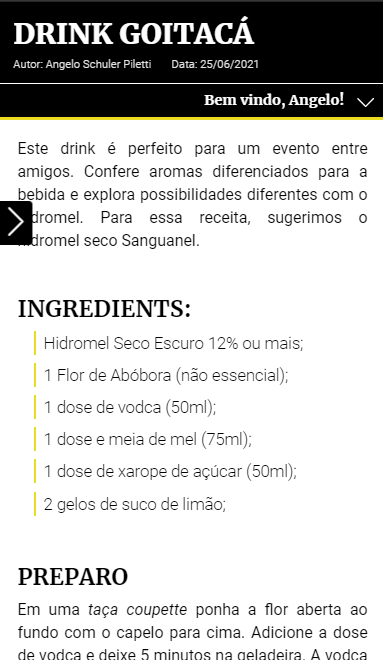 DRINK GOITACÁ
Autor: Angelo Schuler Piletti Data: 25/06/2021
Bem vindo, Angelo!
Este drink é perfeito para um evento entre
amigos. Confere aromas diferenciados para a
bebida e explora possibilidades diferentes com o
idromel. Para essa receita, sugerimos o
idromel seco Sanguanel.
INGREDIENTS:
Hidromel Seco Escuro 12% ou mais;
1 Flor de Abóbora (não essencial);
1 dose de vodca (50ml);
1 dose e meia de mel (75ml);
1 dose de xarope de açúcar (50ml);
2 gelos de suco de limão;
PREPARO
Em uma taça coupette ponha a flor aberta ao
fundo com o capelo para cima. Adicione a dose
de vodca e deixe 5 minutos na geladeira. A vodca